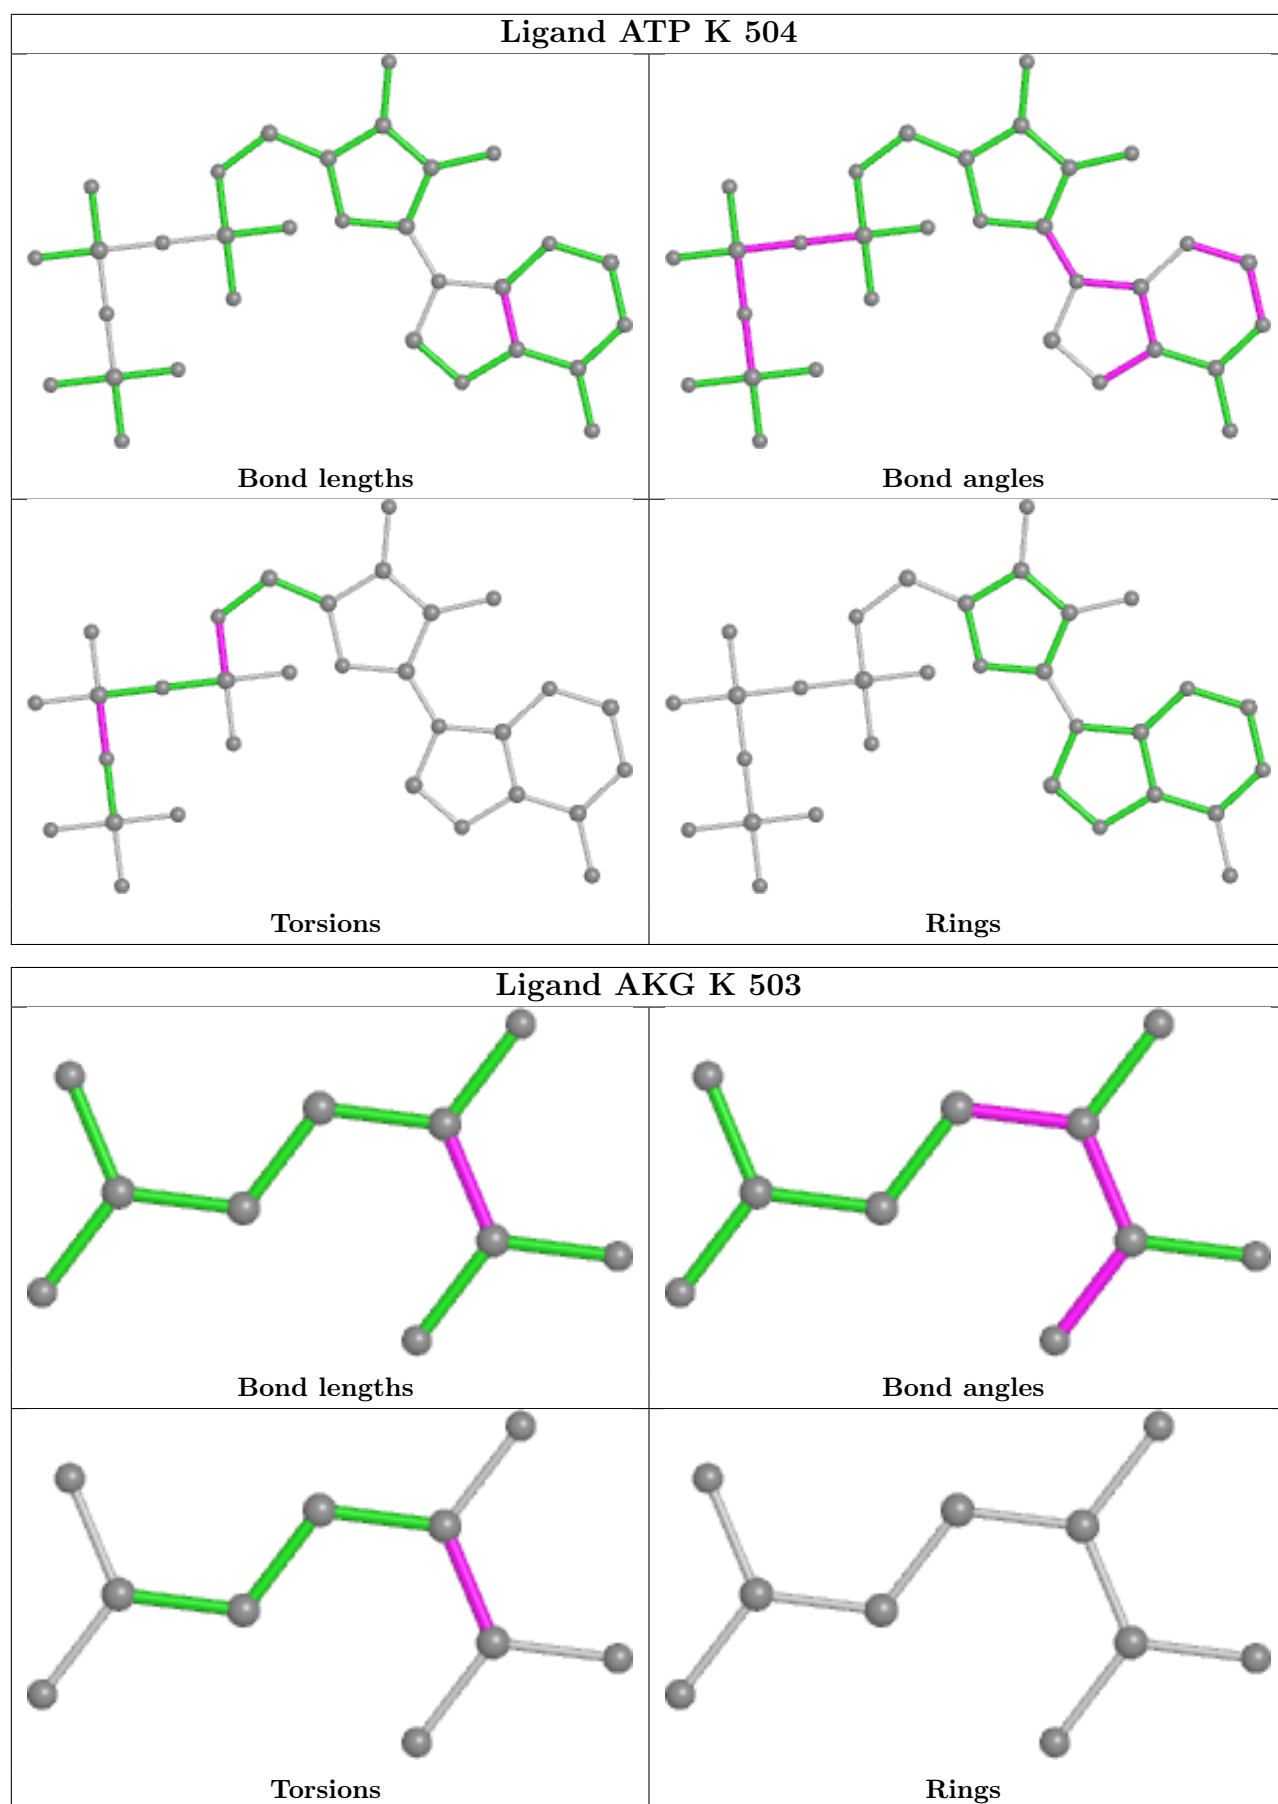 Ligand ATP K 504
Bond lengths
Bond angles
Torsions
Rings
Ligand AKG K 503
Bond lengths
Bond angles
Torsions
Rings